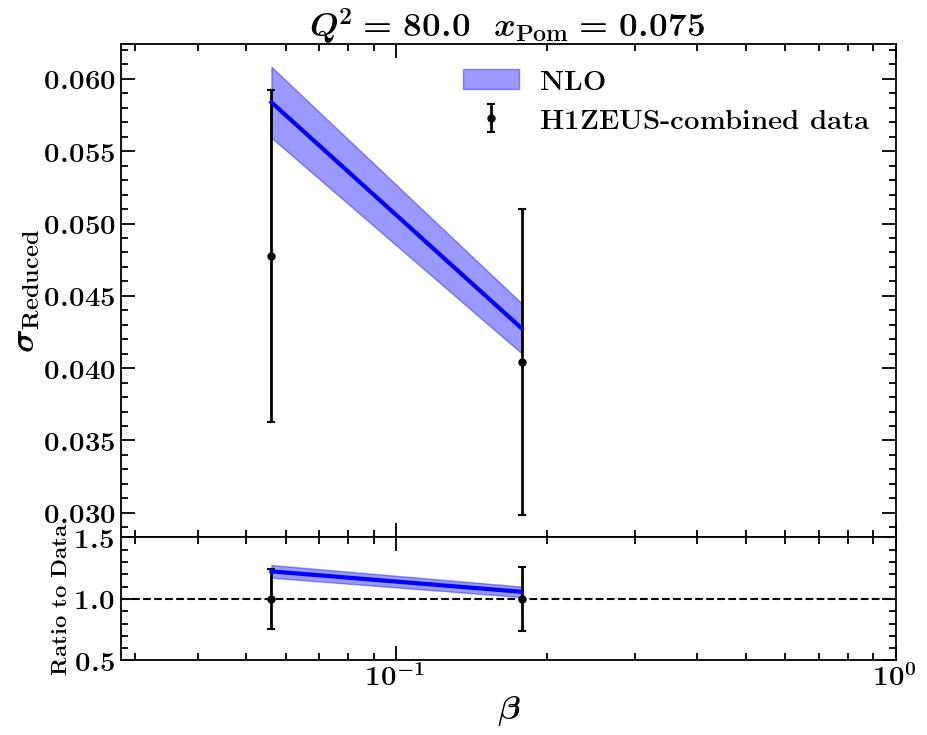 Q² = 80.0 x_Pom = 0.075
NLO
H1ZEUS-combined data
σ_Reduced
0.060
0.055
0.050
0.045
0.040
0.035
0.030
Ratio to Data
1.5
1.0
0.5
10⁻¹
10⁰
β